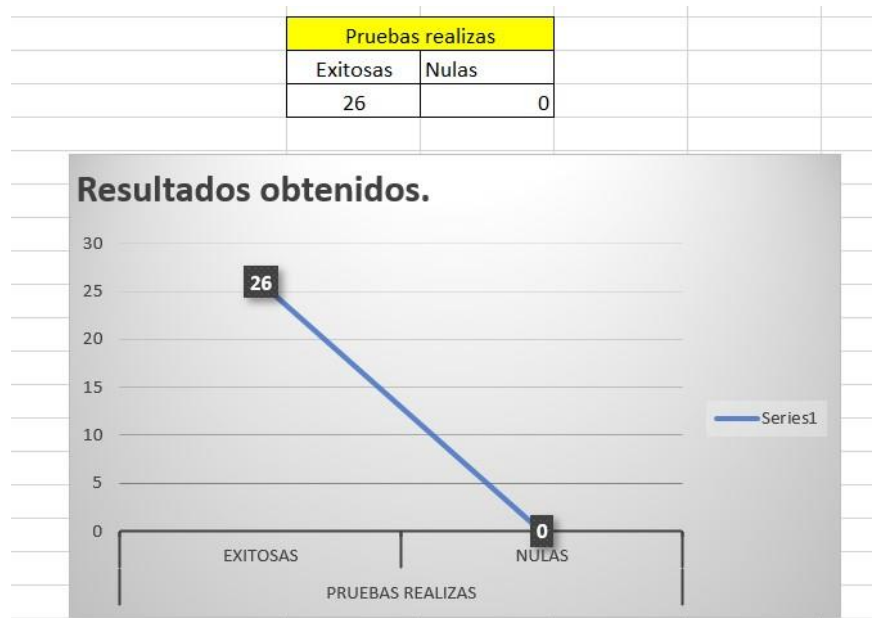 Pruebas realizas
Exitosas Nulas
26 0
Resultados obtenidos.
30
26
25
20
15
Series1
10
5
0
0
EXITOSAS NULAS
PRUEBAS REALIZAS